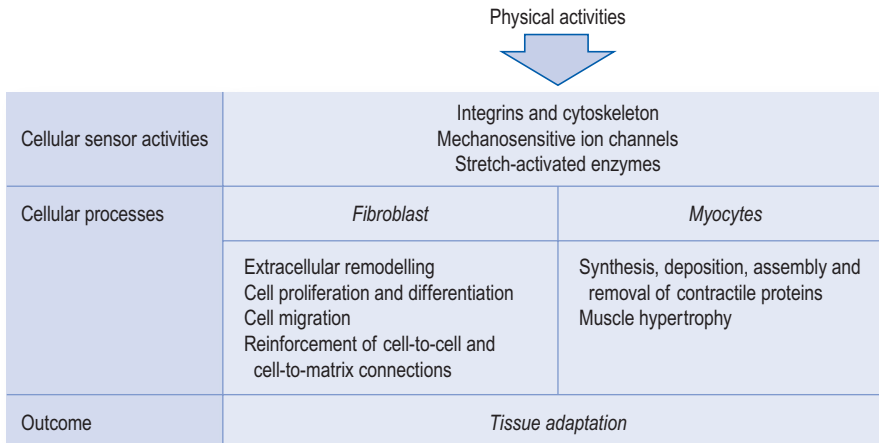 Physical activities
Cellular sensor activities
Integrins and cytoskeleton
Mechanosensitive ion channels
Stretch-activated enzymes
Cellular processes
Fibroblast
Myocytes
Extracellular remodelling
Cell proliferation and differentiation
Cell migration
Reinforcement of cell-to-cell and
cell-to-matrix connections
Synthesis, deposition, assembly and
removal of contractile proteins
Muscle hypertrophy
Outcome
Tissue adaptation